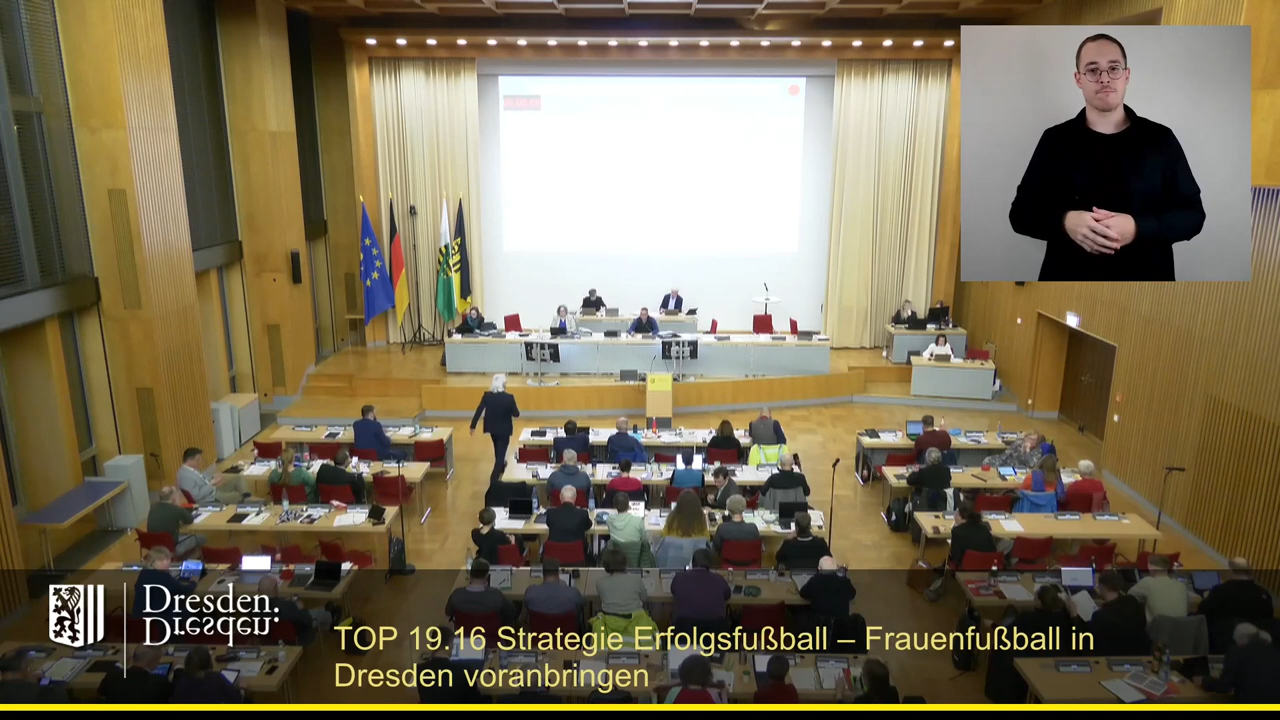 Dresden.
Dresden.
TOP 19.16 Strategie Erfolgsfußball – Frauenfußball in
Dresden voranbringen